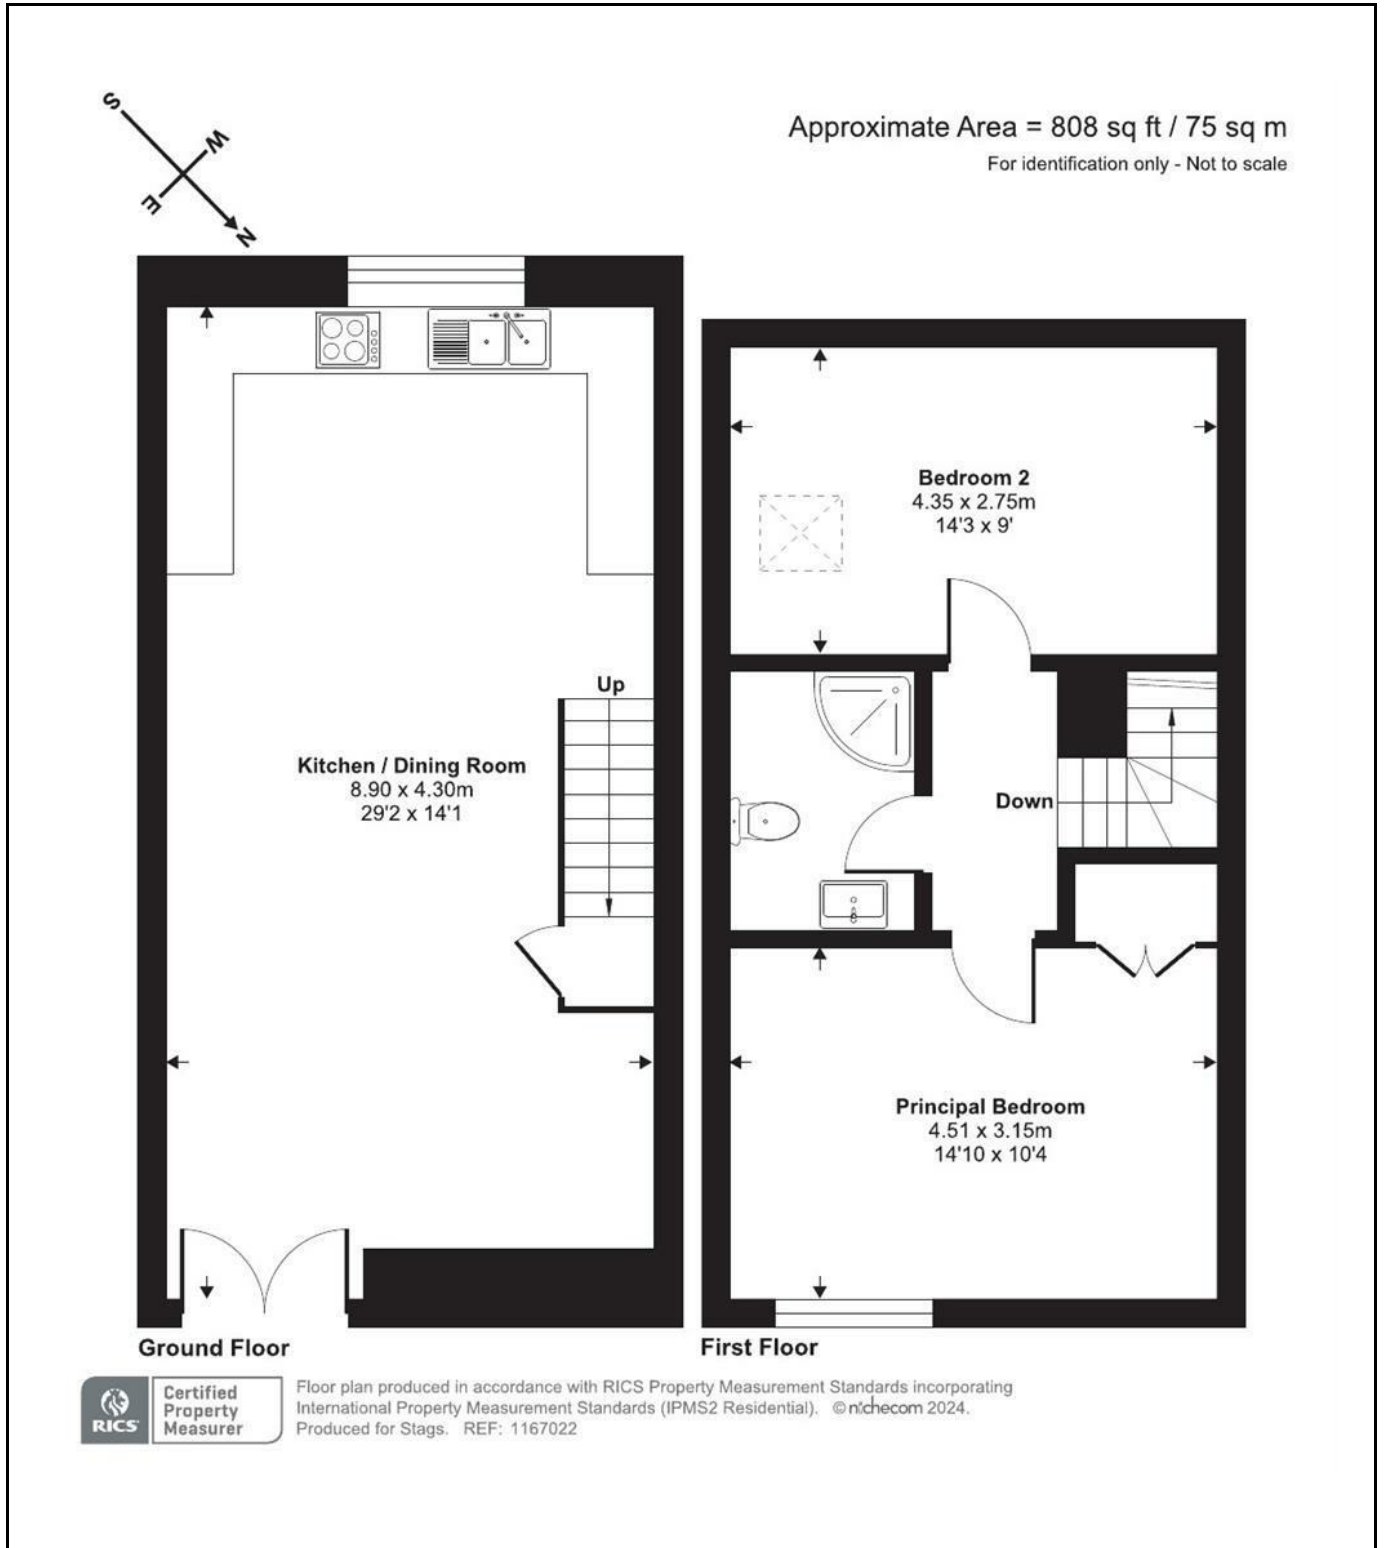 S
W
E
N
Approximate Area = 808 sq ft / 75 sq m
For identification only - Not to scale
Bedroom 2
4.35 x 2.75m
14'3 x 9'
Up
Kitchen / Dining Room
8.90 x 4.30m
29'2 x 14'1
Down
Principal Bedroom
4.51 x 3.15m
14'10 x 10'4
Ground Floor
First Floor
RICS
Certified
Property
Measurer
Floor plan produced in accordance with RICS Property Measurement Standards incorporating
International Property Measurement Standards (IPMS2 Residential). © nichecom 2024.
Produced for Stags. REF: 1167022